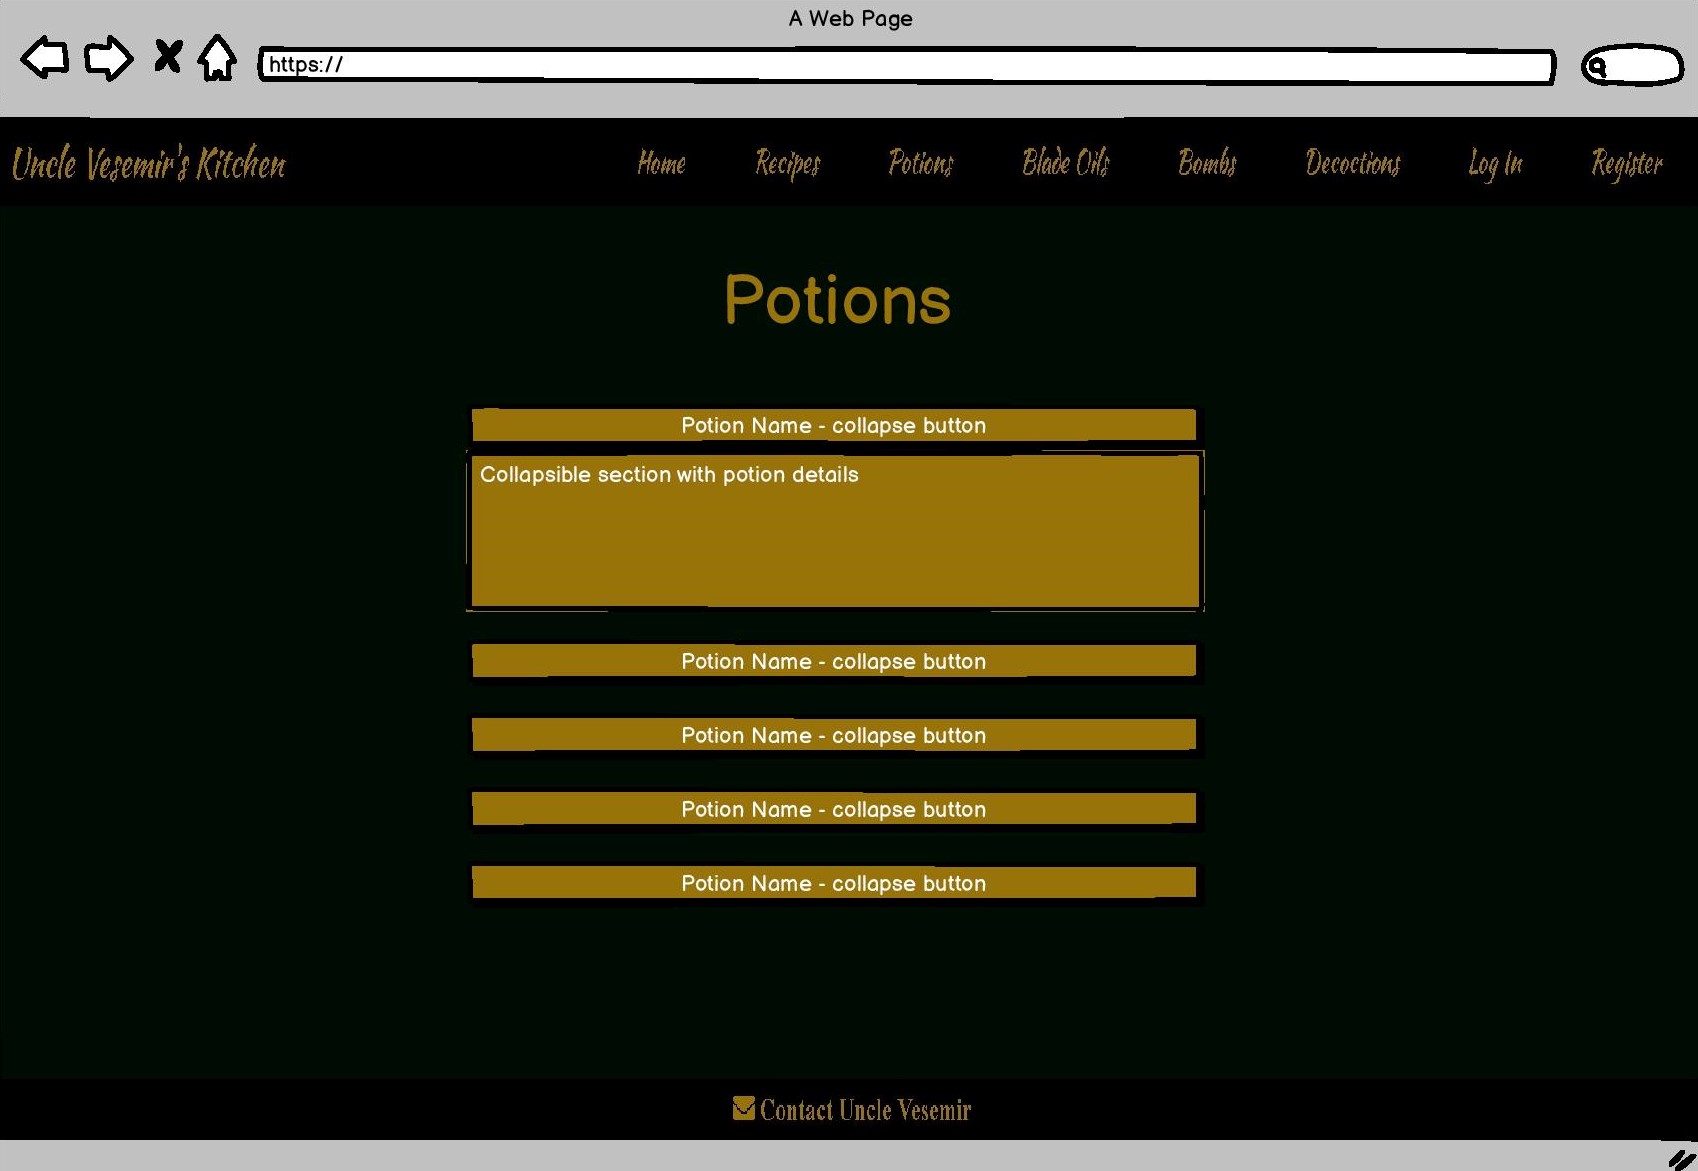 A Web Page
https://
Uncle Vesemir's Kitchen
Home Recipes Potions Blade Oils Bombs Decoctions Log In Register
Potions
Potion Name - collapse button
Collapsible section with potion details
Potion Name - collapse button
Potion Name - collapse button
Potion Name - collapse button
Potion Name - collapse button
Contact Uncle Vesemir